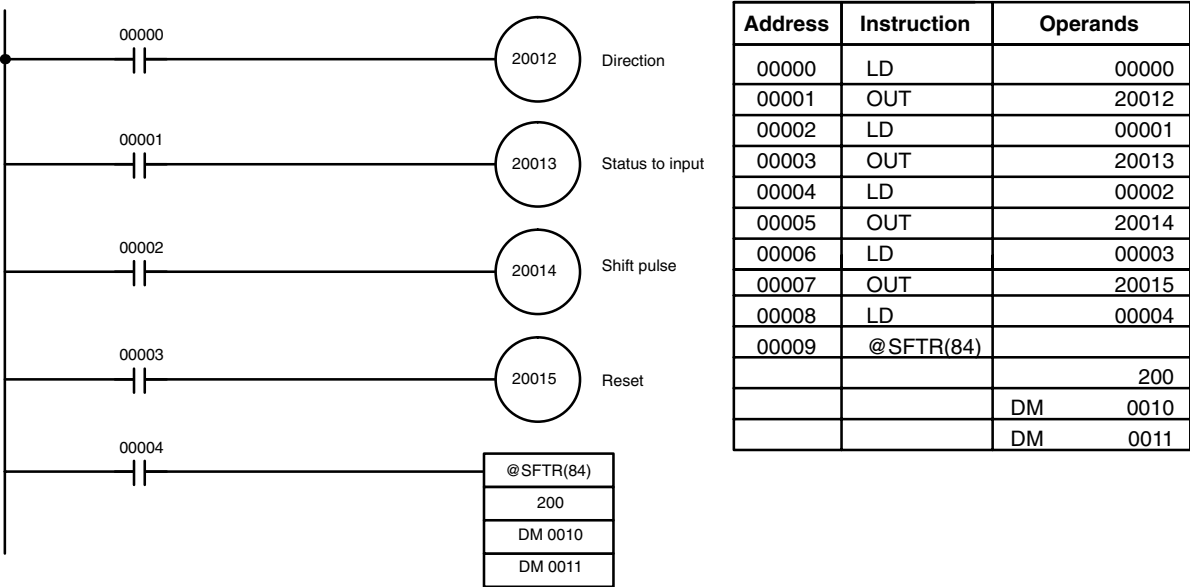 00000
20012 Direction
00001
20013 Status to input
00002
20014 Shift pulse
00003
20015 Reset
00004
@SFTR(84)
200
DM 0010
DM 0011
Address Instruction Operands
00000 LD 00000
00001 OUT 20012
00002 LD 00001
00003 OUT 20013
00004 LD 00002
00005 OUT 20014
00006 LD 00003
00007 OUT 20015
00008 LD 00004
00009 @SFTR(84)
200
DM 0010
DM 0011